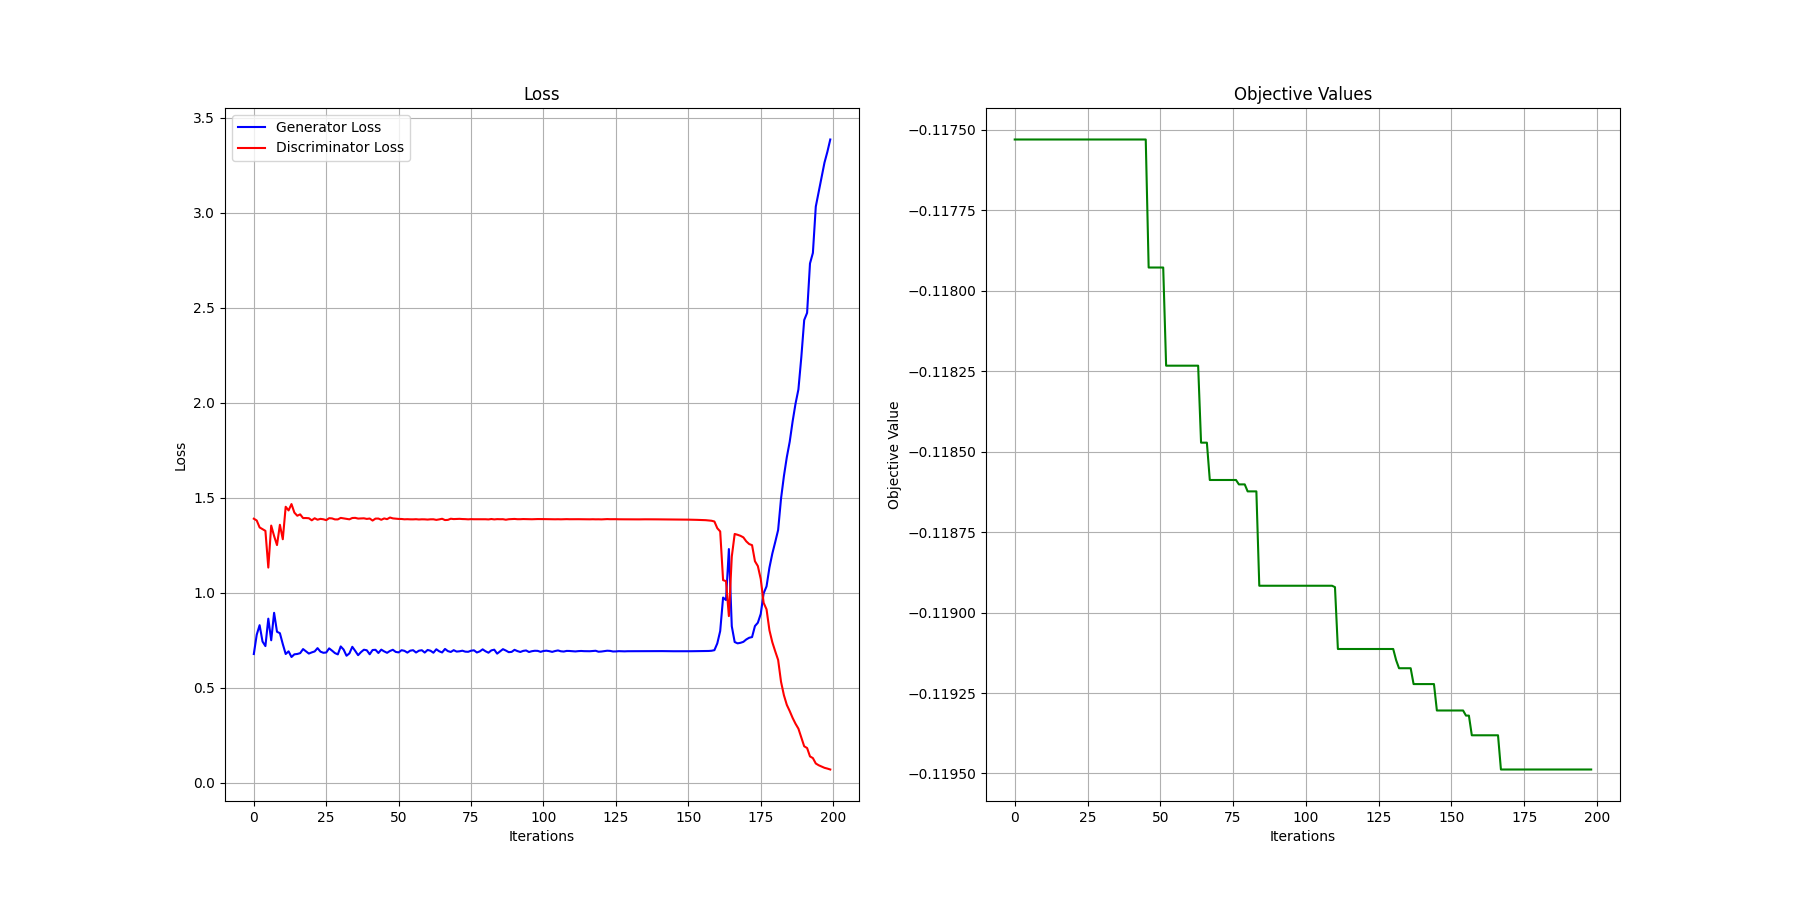 Loss
Generator Loss
Discriminator Loss
3.5
3.0
2.5
2.0
1.5
1.0
0.5
0.0
Loss
0 25 50 75 100 125 150 175 200
Iterations
Objective Values
−0.11750
−0.11775
−0.11800
−0.11825
−0.11850
−0.11875
−0.11900
−0.11925
−0.11950
Objective Value
0 25 50 75 100 125 150 175 200
Iterations